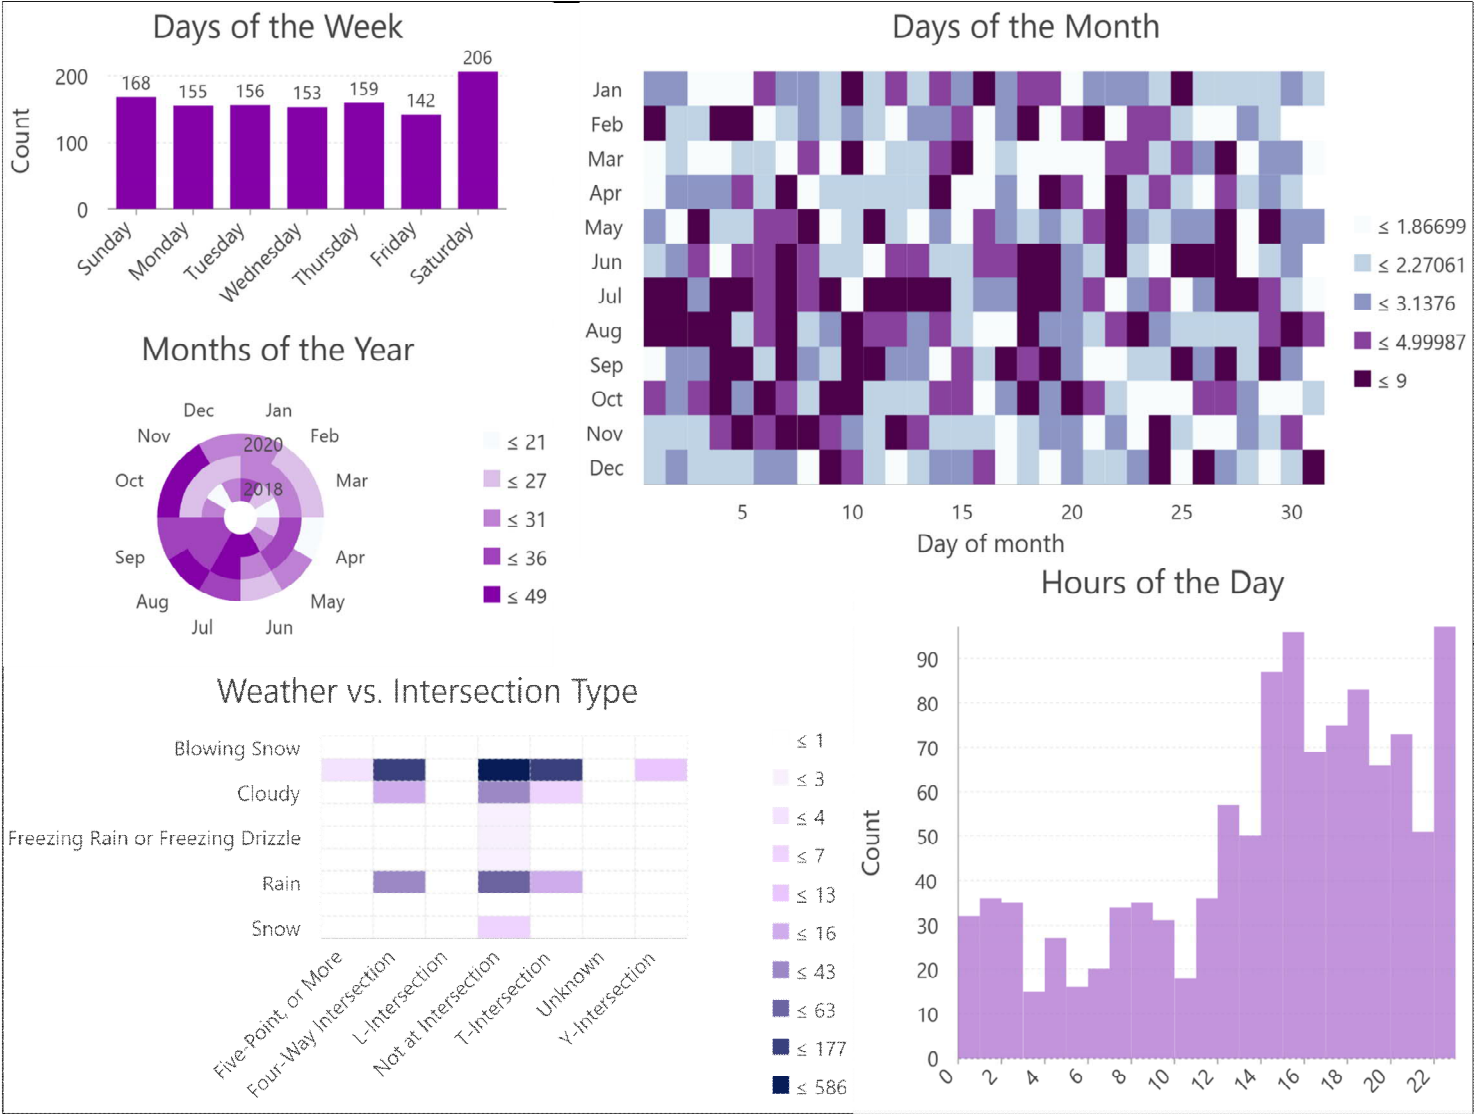 Days of the Week
Count
200
100
0
168
155
156
153
159
142
206
Sunday
Monday
Tuesday
Wednesday
Thursday
Friday
Saturday
Months of the Year
Dec
Jan
Nov
Feb
Oct
Mar
Sep
Apr
Aug
May
Jul
Jun
2020
2018
≤ 21
≤ 27
≤ 31
≤ 36
≤ 49
Days of the Month
Jan
Feb
Mar
Apr
May
Jun
Jul
Aug
Sep
Oct
Nov
Dec
5
10
15
20
25
30
Day of month
≤ 1.86699
≤ 2.27061
≤ 3.1376
≤ 4.99987
≤ 9
Weather vs. Intersection Type
Blowing Snow
Cloudy
Freezing Rain or Freezing Drizzle
Rain
Snow
Five-Point, or More
Four-Way Intersection
L-Intersection
Not at Intersection
T-Intersection
Unknown
Y-Intersection
≤ 1
≤ 3
≤ 4
≤ 7
≤ 13
≤ 16
≤ 43
≤ 63
≤ 177
≤ 586
Hours of the Day
Count
90
80
70
60
50
40
30
20
10
0
0
2
4
6
8
10
12
14
16
18
20
22